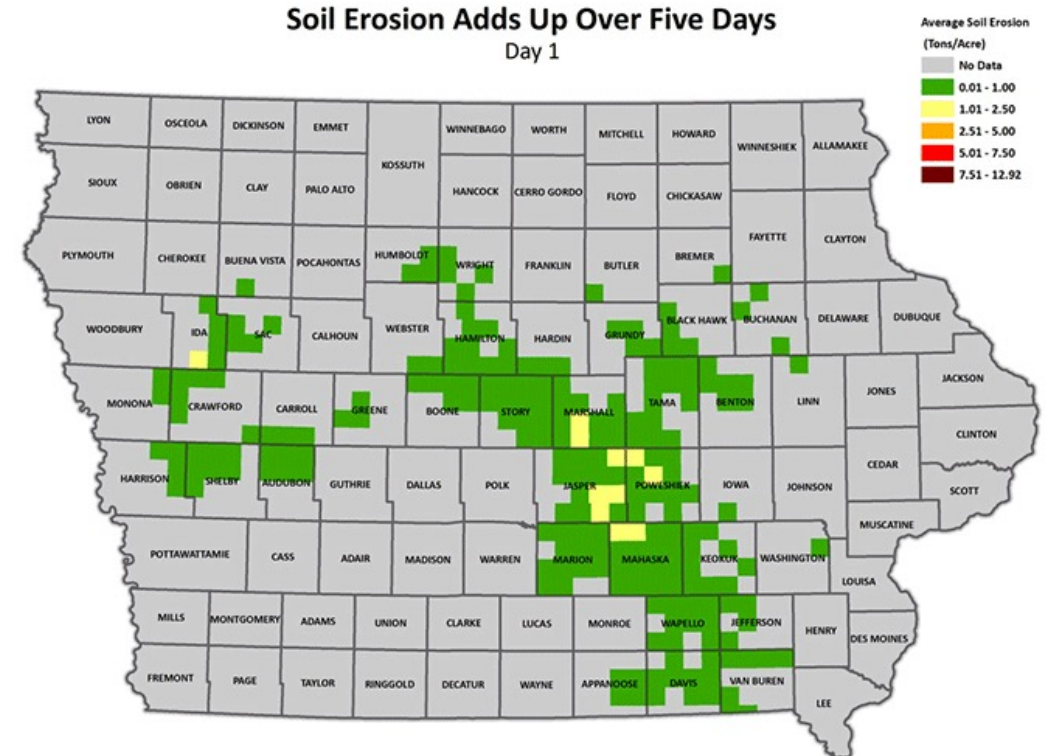 Soil Erosion Adds Up Over Five Days
Day 1
Average Soil Erosion
(Tons/Acre)
No Data
0.01 - 1.00
1.01 - 2.50
2.51 - 5.00
5.01 - 7.50
7.51 - 12.92
LYON
OSCEOLA
DICKINSON
EMMET
WINNEBAGO
WORTH
MITCHELL
HOWARD
WINNESHIEK
ALLAMAKEE
KOSSUTH
SIOUX
OBRIEN
CLAY
PALO ALTO
HANCOCK
CERRO GORDO
FLOYD
CHICKASAW
FAYETTE
CLAYTON
PLYMOUTH
CHEROKEE
BUENA VISTA
POCAHONTAS
HUMBOLDT
WRIGHT
FRANKLIN
BUTLER
BREMER
WOODBURY
IDA
SAC
CALHOUN
WEBSTER
HAMILTON
HARDIN
GRUNDY
BLACK HAWK
BUCHANAN
DELAWARE
DUBUQUE
MONONA
CRAWFORD
CARROLL
GREENE
BOONE
STORY
MARSHALL
TAMA
BENTON
LINN
JONES
JACKSON
CLINTON
HARRISON
SHELBY
AUDUBON
GUTHRIE
DALLAS
POLK
JASPER
POWESHIEK
IOWA
JOHNSON
CEDAR
SCOTT
MUSCATINE
POTTAWATTAMIE
CASS
ADAIR
MADISON
WARREN
MARION
MAHASKA
KEOKUK
WASHINGTON
LOUISA
MILLS
MONTGOMERY
ADAMS
UNION
CLARKE
LUCAS
MONROE
WAPELLO
JEFFERSON
HENRY
DES MOINES
FREMONT
PAGE
TAYLOR
RINGGOLD
DECATUR
WAYNE
APPANOOSE
DAVIS
VAN BUREN
LEE